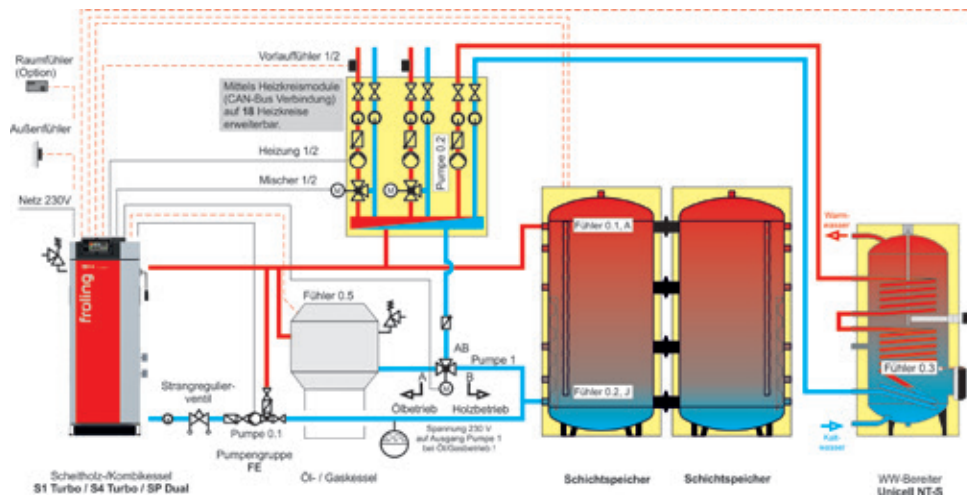 Raumfühler
(Option)
Außenfühler
Netz 230V
Vorlauffühler 1/2
Mittels Heizkreismodule
(CAN-Bus Verbindung)
auf 18 Heizkreise
erweiterbar.
Heizung 1/2
Mischer 1/2
M
M
Pumpe 0.2
froling
Fühler 0.5
AB
Pumpe 1
A
B
M
Ölbetrieb
Holzbetrieb
Spannung 230 V
auf Ausgang Pumpe 1
bei Öl/Gasbetrieb !
Strangregulier-
ventil
Pumpe 0.1
Pumpengruppe
FE
Fühler 0.1, A
Fühler 0.2, J
Warm-
wasser
Fühler 0.3
Kalt-
wasser
Scheitholz-/Kombikessel
S1 Turbo / S4 Turbo / SP Dual
Öl- / Gaskessel
Schichtspeicher
Schichtspeicher
WW-Bereiter
Unicell NT-S